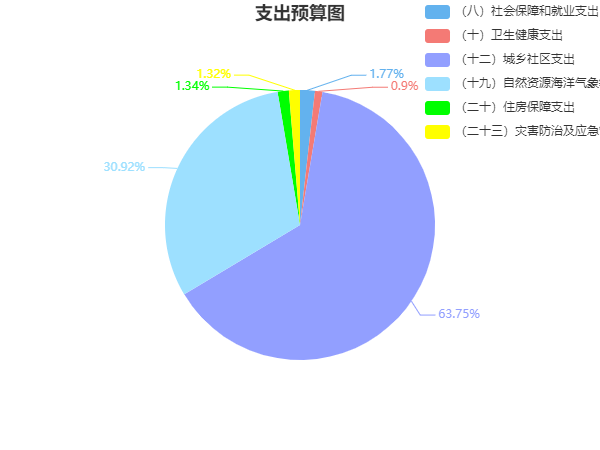 支出预算图
（八）社会保障和就业支出
（十）卫生健康支出
（十二）城乡社区支出
（十九）自然资源海洋气象
（二十）住房保障支出
（二十三）灾害防治及应急
1.32%
1.77%
1.34%
0.9%
30.92%
63.75%